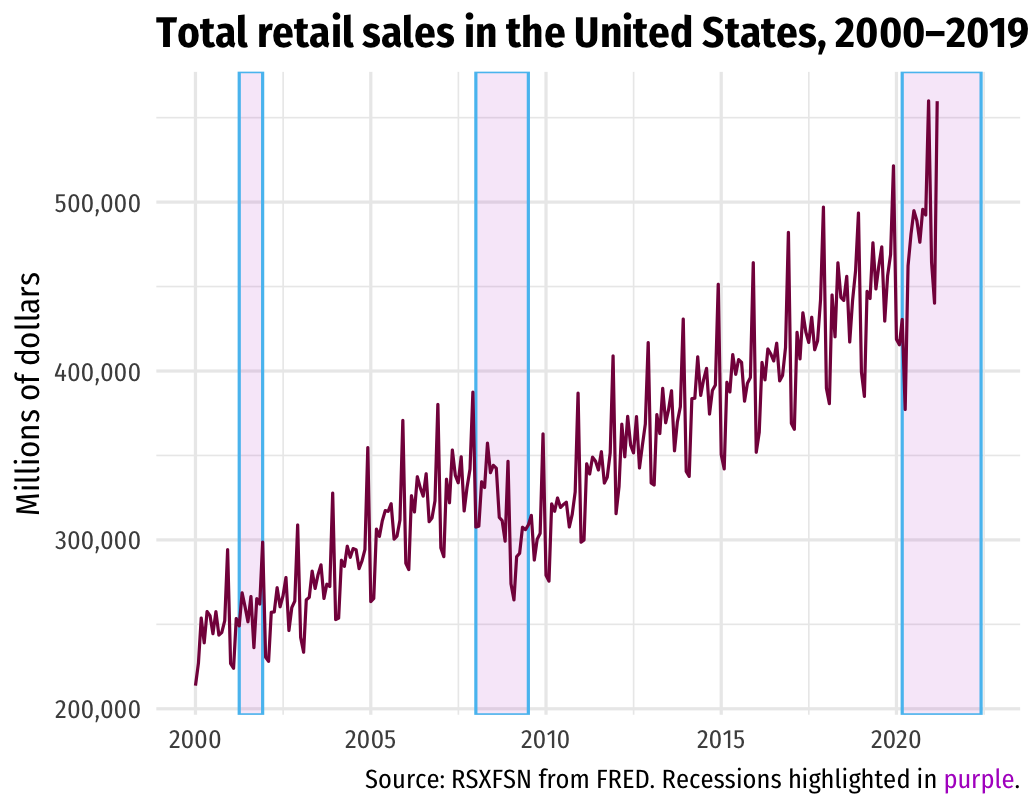 Total retail sales in the United States, 2000–2019
Millions of dollars
500,000
400,000
300,000
200,000
2000 2005 2010 2015 2020
Source: RSXFSN from FRED. Recessions highlighted in purple.